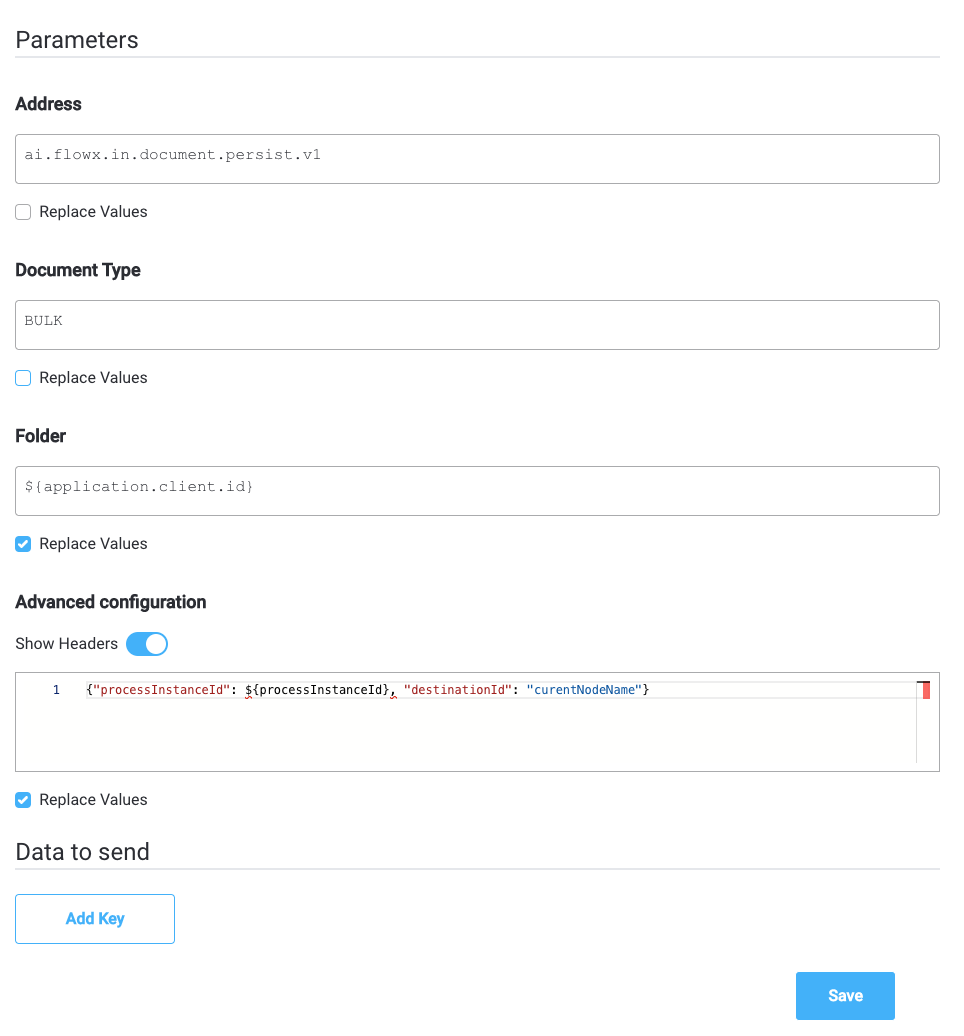 Parameters
Address
ai.flowx.in.document.persist.v1
Replace Values
Document Type
BULK
Replace Values
Folder
${application.client.id}
Replace Values
Advanced configuration
Show Headers
1 {"processInstanceId": ${processInstanceId}, "destinationId": "curentNodeName"}
Replace Values
Data to send
Add Key
Save